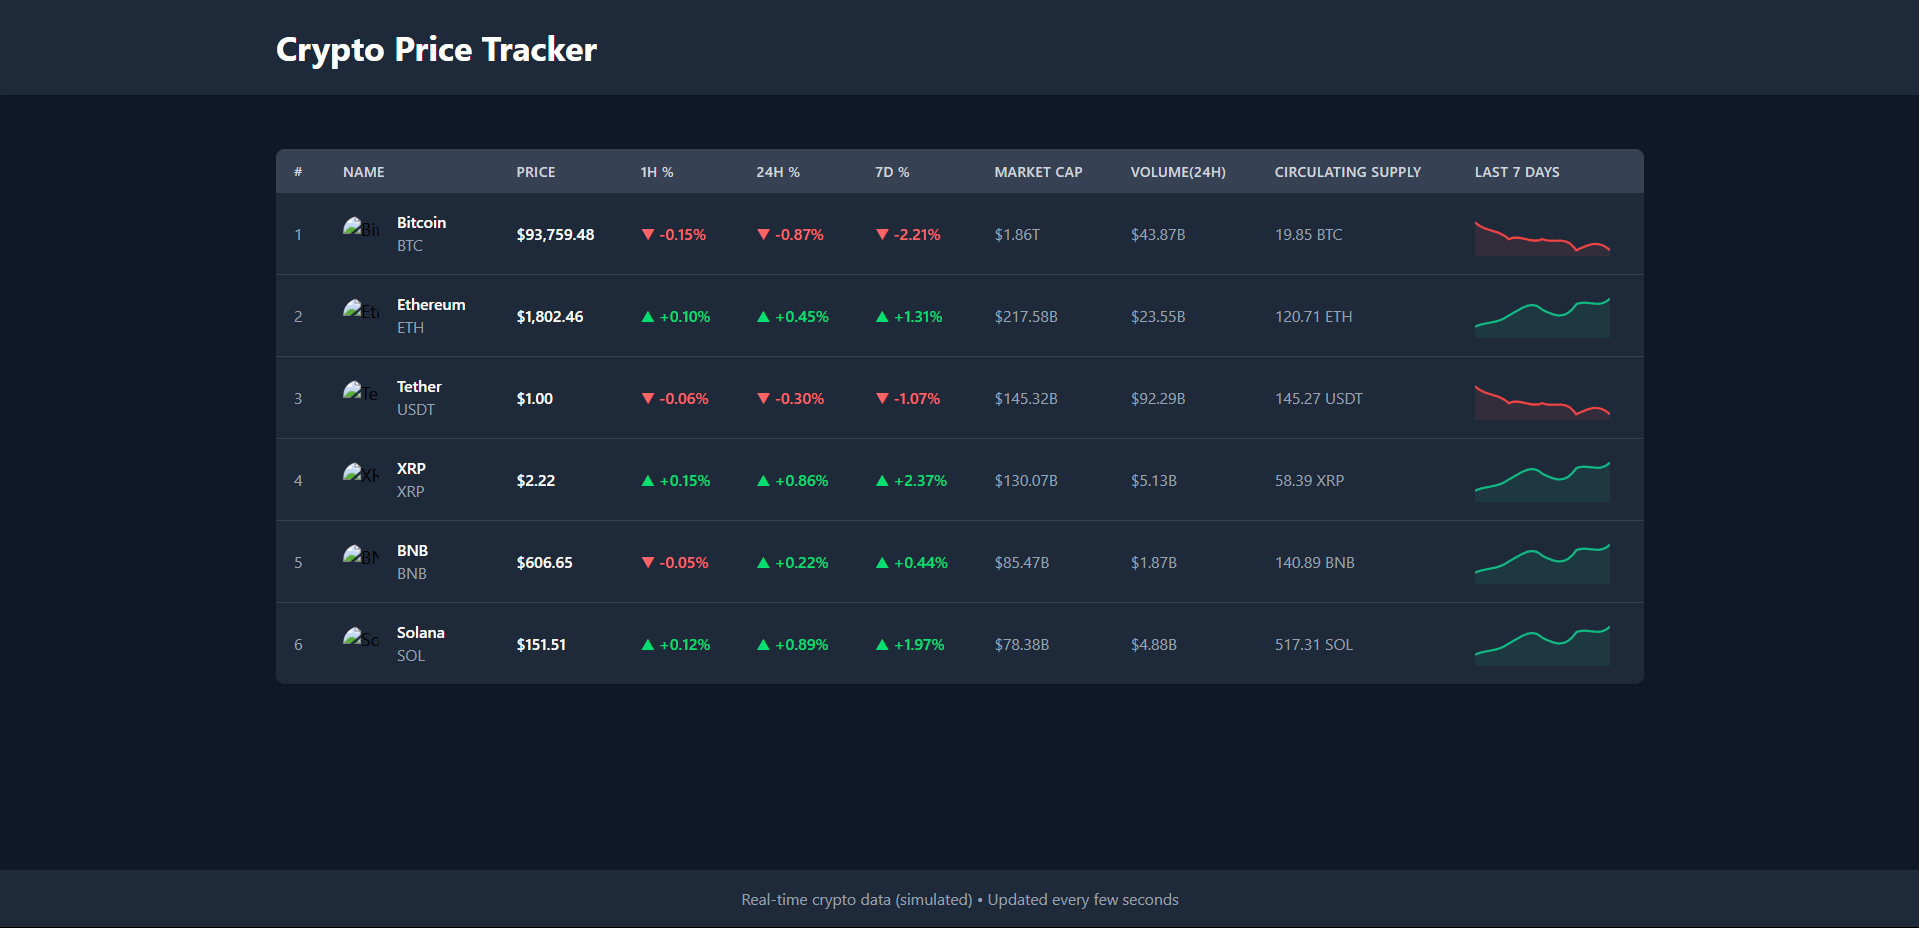 Crypto Price Tracker
# NAME PRICE 1H % 24H % 7D % MARKET CAP VOLUME(24H) CIRCULATING SUPPLY LAST 7 DAYS
Bit Bitcoin
1 $93,759.48 ▼ -0.15% ▼ -0.87% ▼ -2.21% $1.86T $43.87B 19.85 BTC
BTC
Et Ethereum
2 $1,802.46 ▲ +0.10% ▲ +0.45% ▲ +1.31% $217.58B $23.55B 120.71 ETH
ETH
Te Tether
3 $1.00 ▼ -0.06% ▼ -0.30% ▼ -1.07% $145.32B $92.29B 145.27 USDT
USDT
XR XRP
4 $2.22 ▲ +0.15% ▲ +0.86% ▲ +2.37% $130.07B $5.13B 58.39 XRP
XRP
BN BNB
5 $606.65 ▼ -0.05% ▲ +0.22% ▲ +0.44% $85.47B $1.87B 140.89 BNB
BNB
So Solana
6 $151.51 ▲ +0.12% ▲ +0.89% ▲ +1.97% $78.38B $4.88B 517.31 SOL
SOL
Real-time crypto data (simulated) • Updated every few seconds